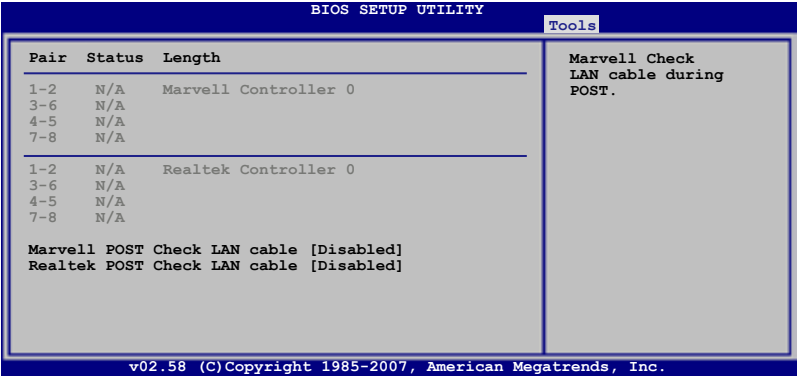 BIOS SETUP UTILITY
Tools
Pair Status Length
1-2 N/A Marvell Controller 0
3-6 N/A
4-5 N/A
7-8 N/A
1-2 N/A Realtek Controller 0
3-6 N/A
4-5 N/A
7-8 N/A
Marvell POST Check LAN cable [Disabled]
Realtek POST Check LAN cable [Disabled]
Marvell Check
LAN cable during
POST.
v02.58 (C)Copyright 1985-2007, American Megatrends, Inc.